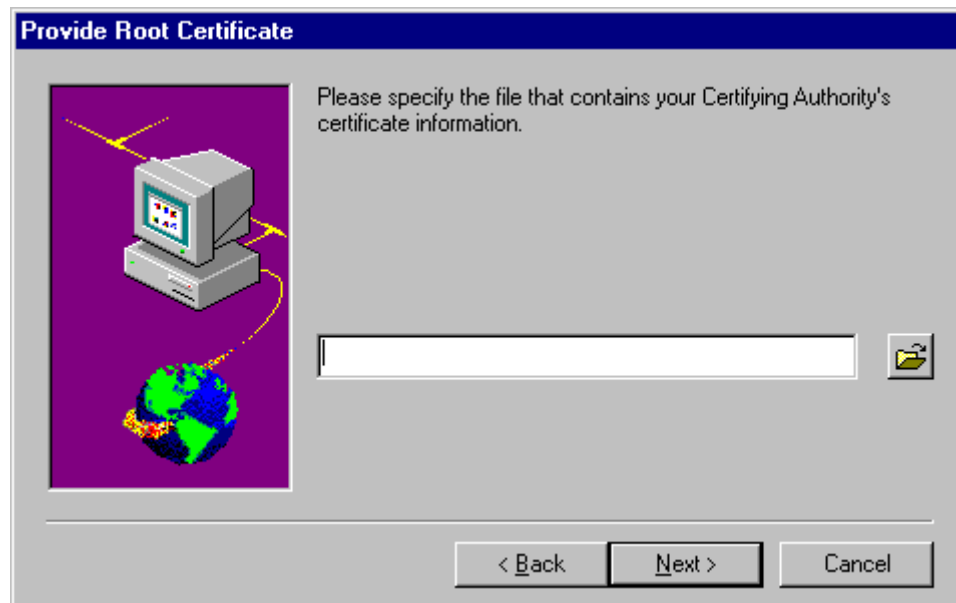 Provide Root Certificate
Please specify the file that contains your Certifying Authority's
certificate information.
< Back
Next >
Cancel